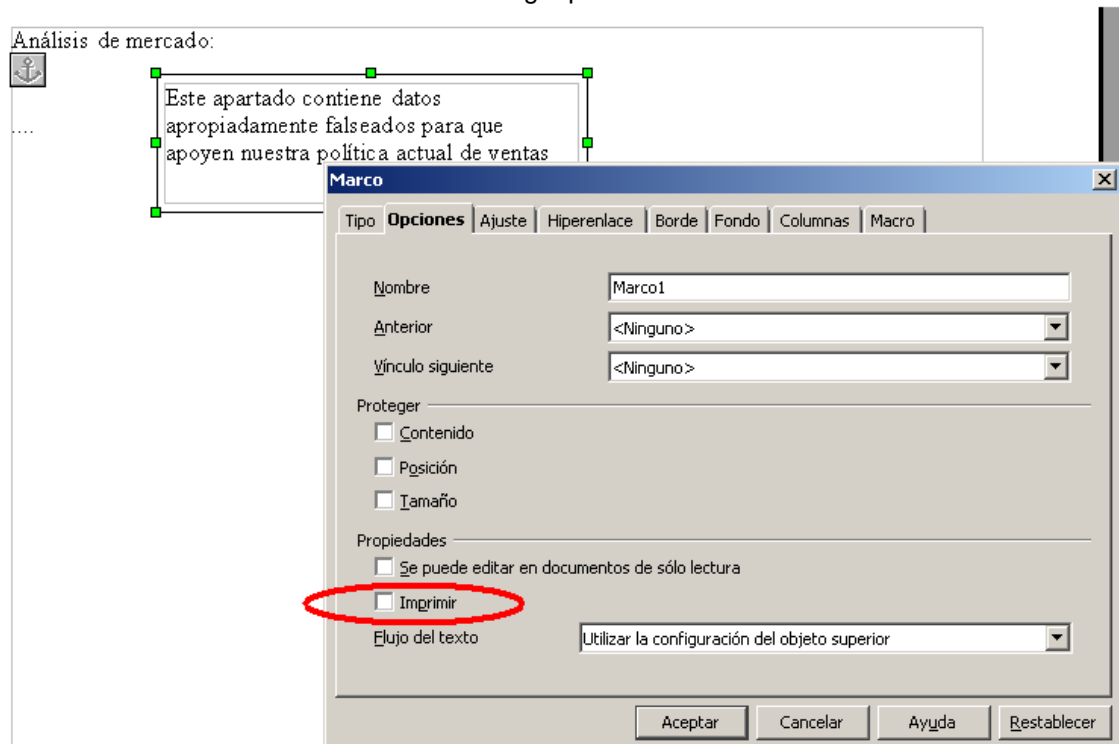 Análisis de mercado:
Este apartado contiene datos
apropiadamente falseados para que
....
apoyen nuestra política actual de ventas
Marco
Tipo Opciones Ajuste Hiperenlace Borde Fondo Columnas Macro
Nombre Marco1
Anterior <Ninguno>
Vínculo siguiente <Ninguno>
Proteger
Contenido
Posición
Tamaño
Propiedades
Se puede editar en documentos de sólo lectura
Imprimir
Flujo del texto Utilizar la configuración del objeto superior
Aceptar Cancelar Ayuda Restablecer